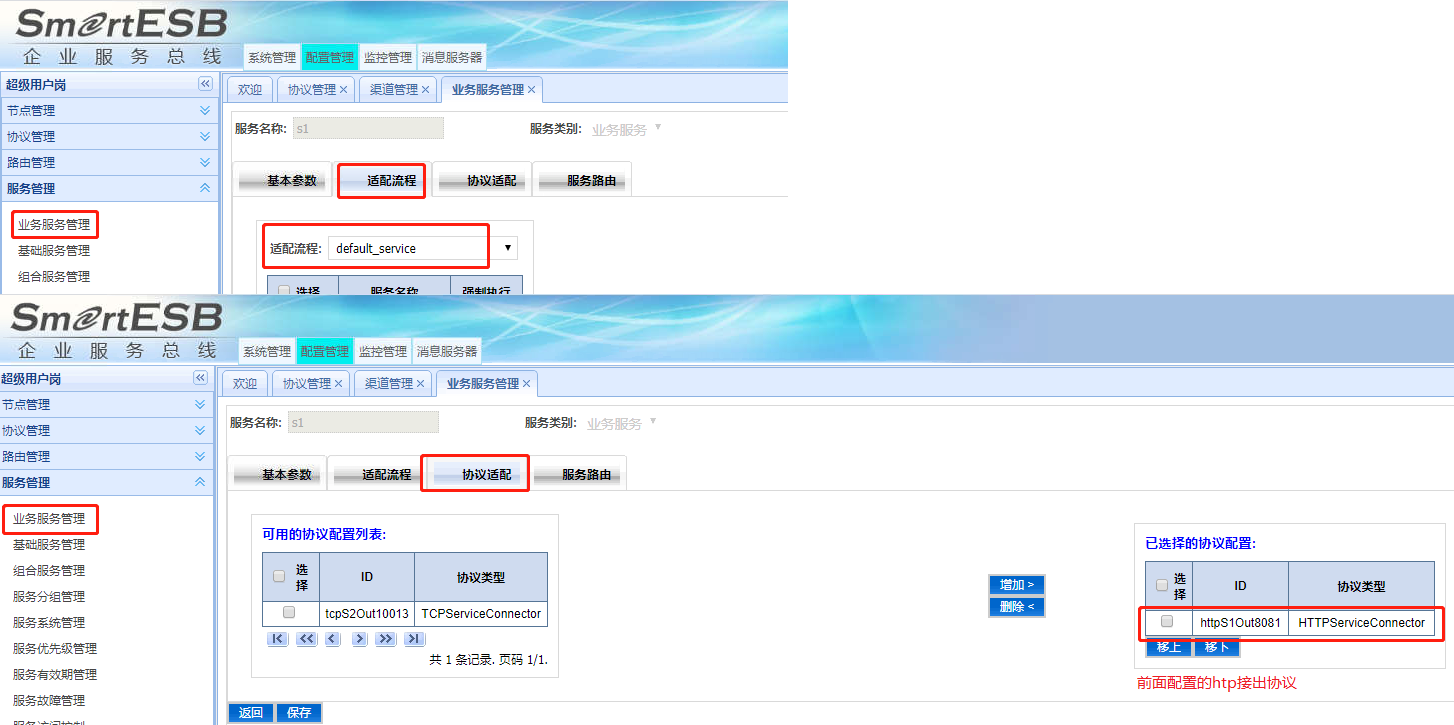 SmartESB
企 业 服 务 总 线
系统管理 配置管理 监控管理 消息服务器
超级用户岗
节点管理
协议管理
路由管理
服务管理
业务服务管理
基础服务管理
组合服务管理
欢迎 协议管理 渠道管理 业务服务管理
服务名称: s1 服务类别: 业务服务
基本参数 适配流程 协议适配 服务路由
适配流程: default_service
选择 服务名称 强制执行
SmartESB
企 业 服 务 总 线
系统管理 配置管理 监控管理 消息服务器
超级用户岗
节点管理
协议管理
路由管理
服务管理
业务服务管理
基础服务管理
组合服务管理
服务分组管理
服务系统管理
服务优先级管理
服务有效期管理
服务故障管理
欢迎 协议管理 渠道管理 业务服务管理
服务名称: s1 服务类别: 业务服务
基本参数 适配流程 协议适配 服务路由
可用的协议配置列表:
选择 ID 协议类型
tcpS2Out10013 TCPServiceConnector
共 1 条记录. 页码 1/1.
增加 >
删除 <
已选择的协议配置:
选择 ID 协议类型
httpS1Out8081 HTTPServiceConnector
移上 移下
前面配置的htp接出协议
返回 保存